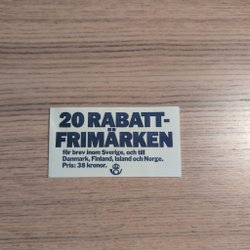 20 RABATT-
FRIMÄRKEN
för brev inom Sverige, och till
Danmark, Finland, Island och Norge.
Pris: 38 kronor.